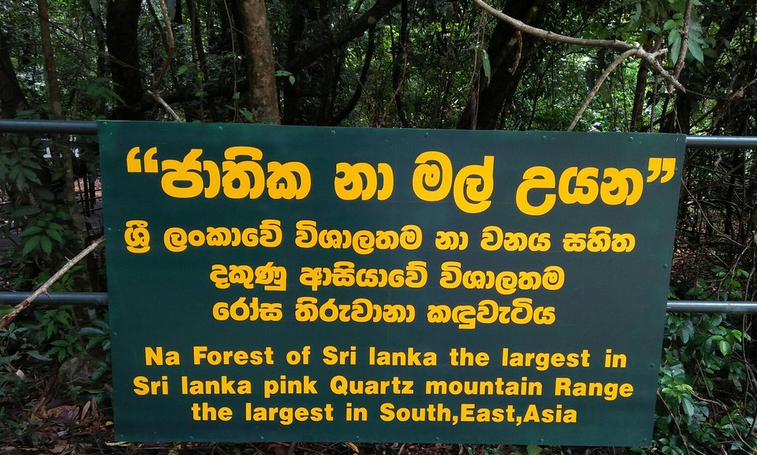 “ජාතික නා මල් උයන”
ශ්‍රී ලංකාවේ විශාලතම නා වනය සහිත
දකුණු ආසියාවේ විශාලතම
රෝස තිරුවානා කඳුවැටිය
Na Forest of Sri lanka the largest in
Sri lanka pink Quartz mountain Range
the largest in South,East,Asia